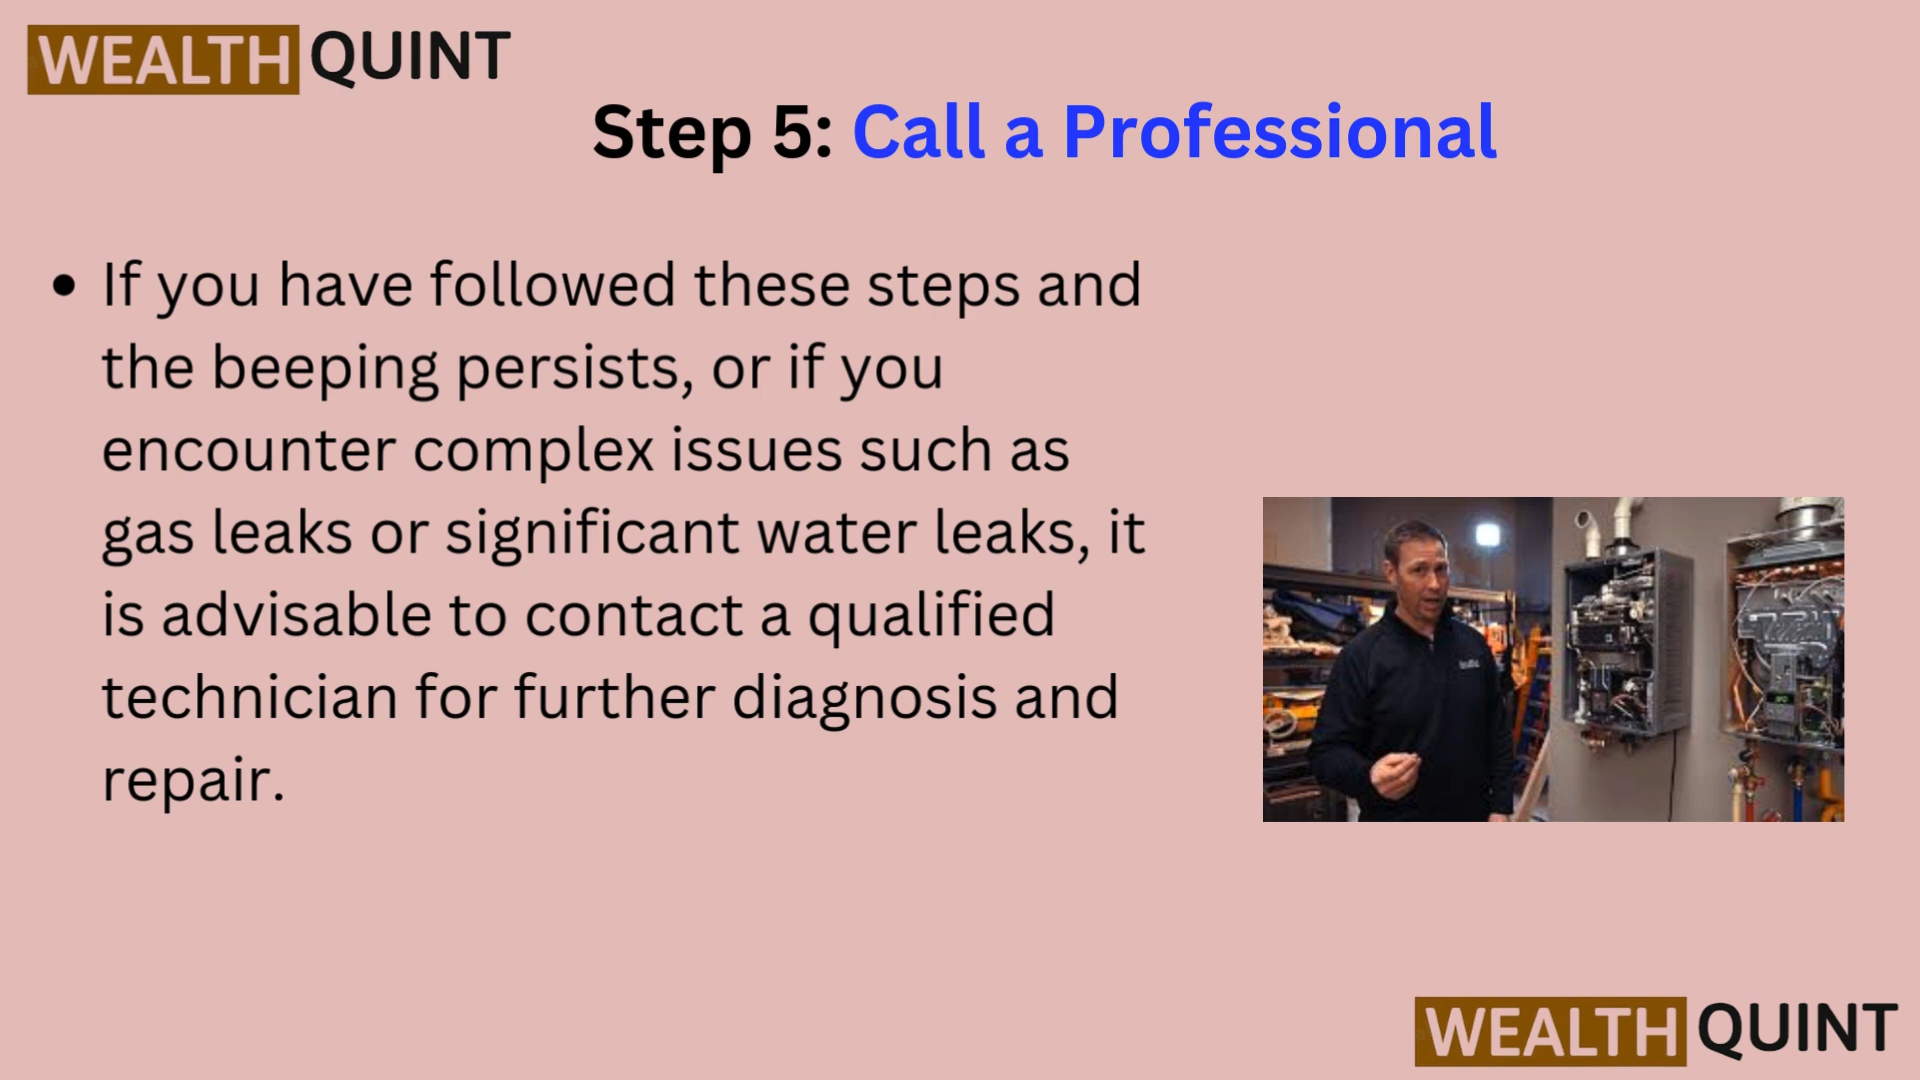 WEALTH QUINT
Step 5: Call a Professional
• If you have followed these steps and
the beeping persists, or if you
encounter complex issues such as
gas leaks or significant water leaks, it
is advisable to contact a qualified
technician for further diagnosis and
repair.
WEALTH QUINT